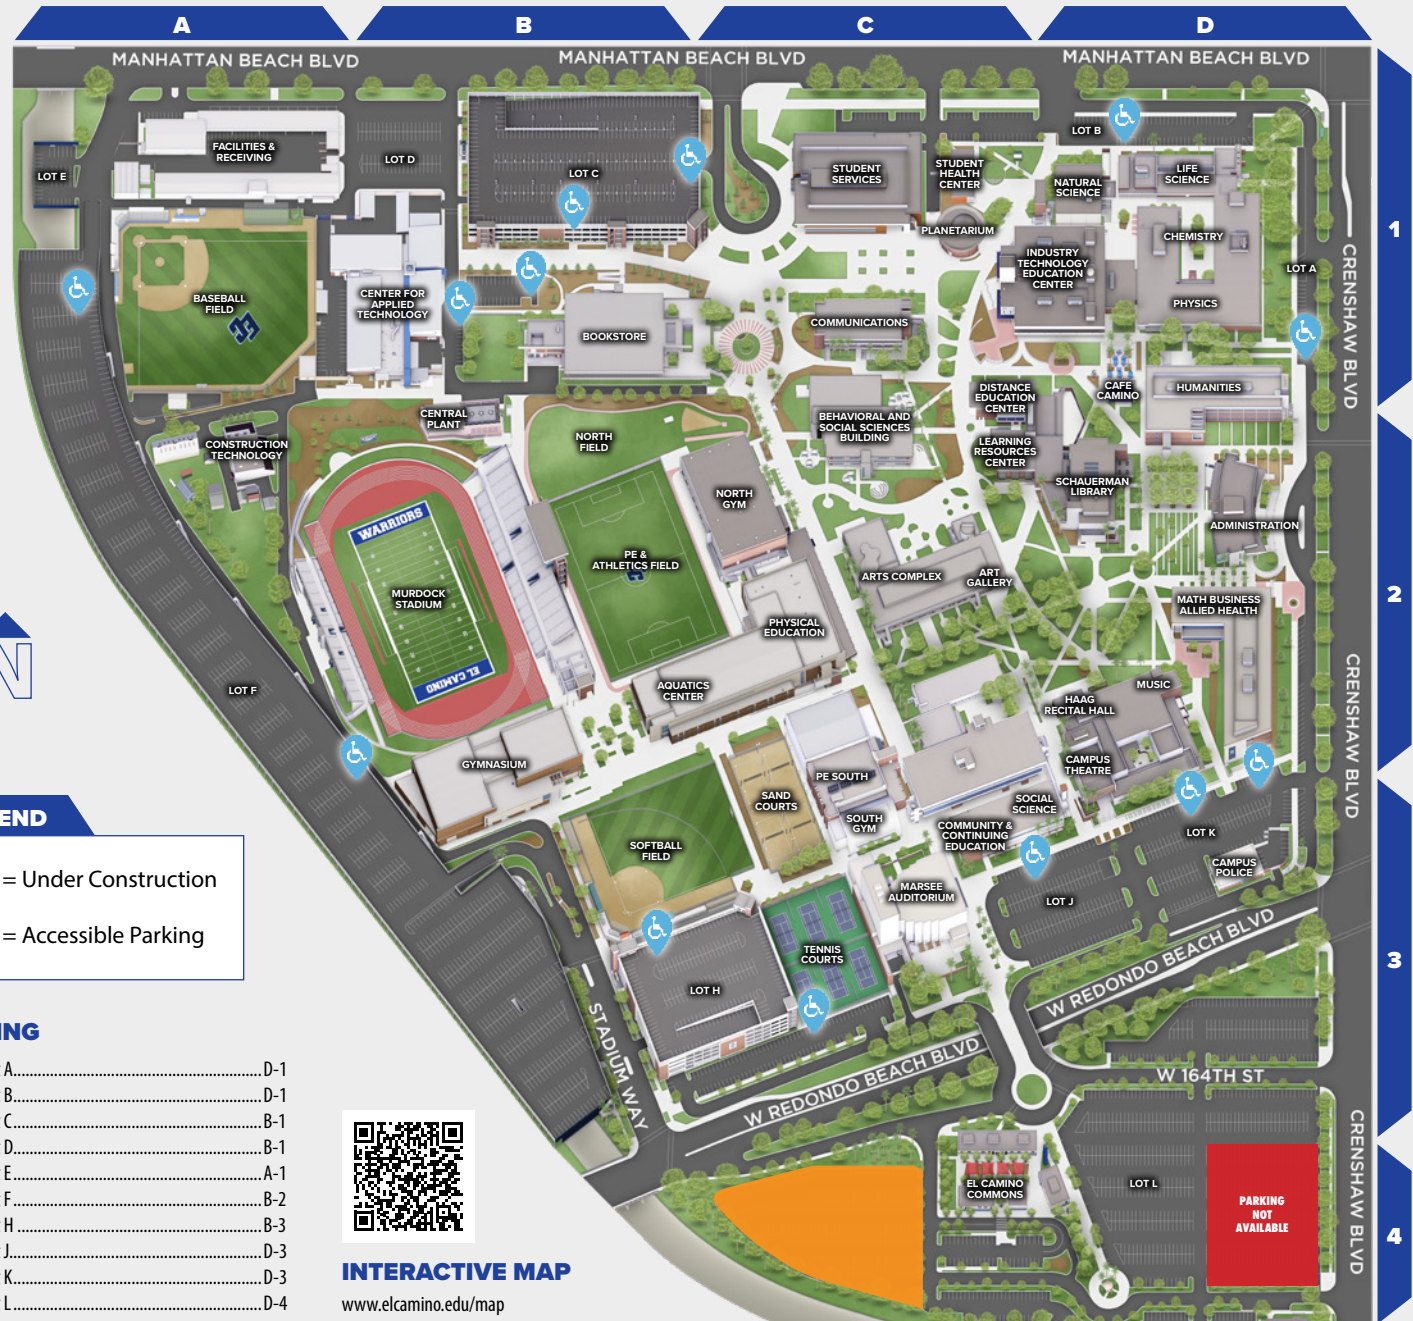 A
B
C
D
MANHATTAN BEACH BLVD
MANHATTAN BEACH BLVD
MANHATTAN BEACH BLVD
1
2
3
4
LOT E
FACILITIES &
RECEIVING
LOT D
LOT C
STUDENT
SERVICES
STUDENT
HEALTH
CENTER
PLANETARIUM
LOT B
NATURAL
SCIENCE
LIFE
SCIENCE
CHEMISTRY
PHYSICS
INDUSTRY
TECHNOLOGY
EDUCATION
CENTER
LOT A
CRENSHAW BLVD
BASEBALL
FIELD
CENTER FOR
APPLIED
TECHNOLOGY
BOOKSTORE
COMMUNICATIONS
CAFE
CAMINO
HUMANITIES
DISTANCE
EDUCATION
CENTER
LEARNING
RESOURCES
CENTER
BEHAVIORAL AND
SOCIAL SCIENCES
BUILDING
CENTRAL
PLANT
NORTH
FIELD
CONSTRUCTION
TECHNOLOGY
NORTH
GYM
SCHAUERMAN
LIBRARY
ADMINISTRATION
WARRIORS
MURDOCK
STADIUM
EL CAMINO
PE &
ATHLETICS FIELD
ARTS COMPLEX
ART
GALLERY
MATH BUSINESS
ALLIED HEALTH
PHYSICAL
EDUCATION
AQUATICS
CENTER
N
LOT F
MUSIC
HAAG
RECITAL HALL
CAMPUS
THEATRE
CRENSHAW BLVD
GYMNASIUM
PE SOUTH
SAND
COURTS
SOUTH
GYM
SOCIAL
SCIENCE
COMMUNITY &
CONTINUING
EDUCATION
LOT K
CAMPUS
POLICE
SOFTBALL
FIELD
MARSEE
AUDITORIUM
LOT J
TENNIS
COURTS
LOT H
W REDONDO BEACH BLVD
STADIUM WAY
W REDONDO BEACH BLVD
W 164TH ST
EL CAMINO
COMMONS
LOT L
PARKING
NOT
AVAILABLE
CRENSHAW BLVD
END
= Under Construction
= Accessible Parking
ING
A..........D-1
B..........D-1
C..........B-1
D..........B-1
E..........A-1
F..........B-2
H..........B-3
J..........D-3
K..........D-3
L..........D-4
INTERACTIVE MAP
www.elcamino.edu/map